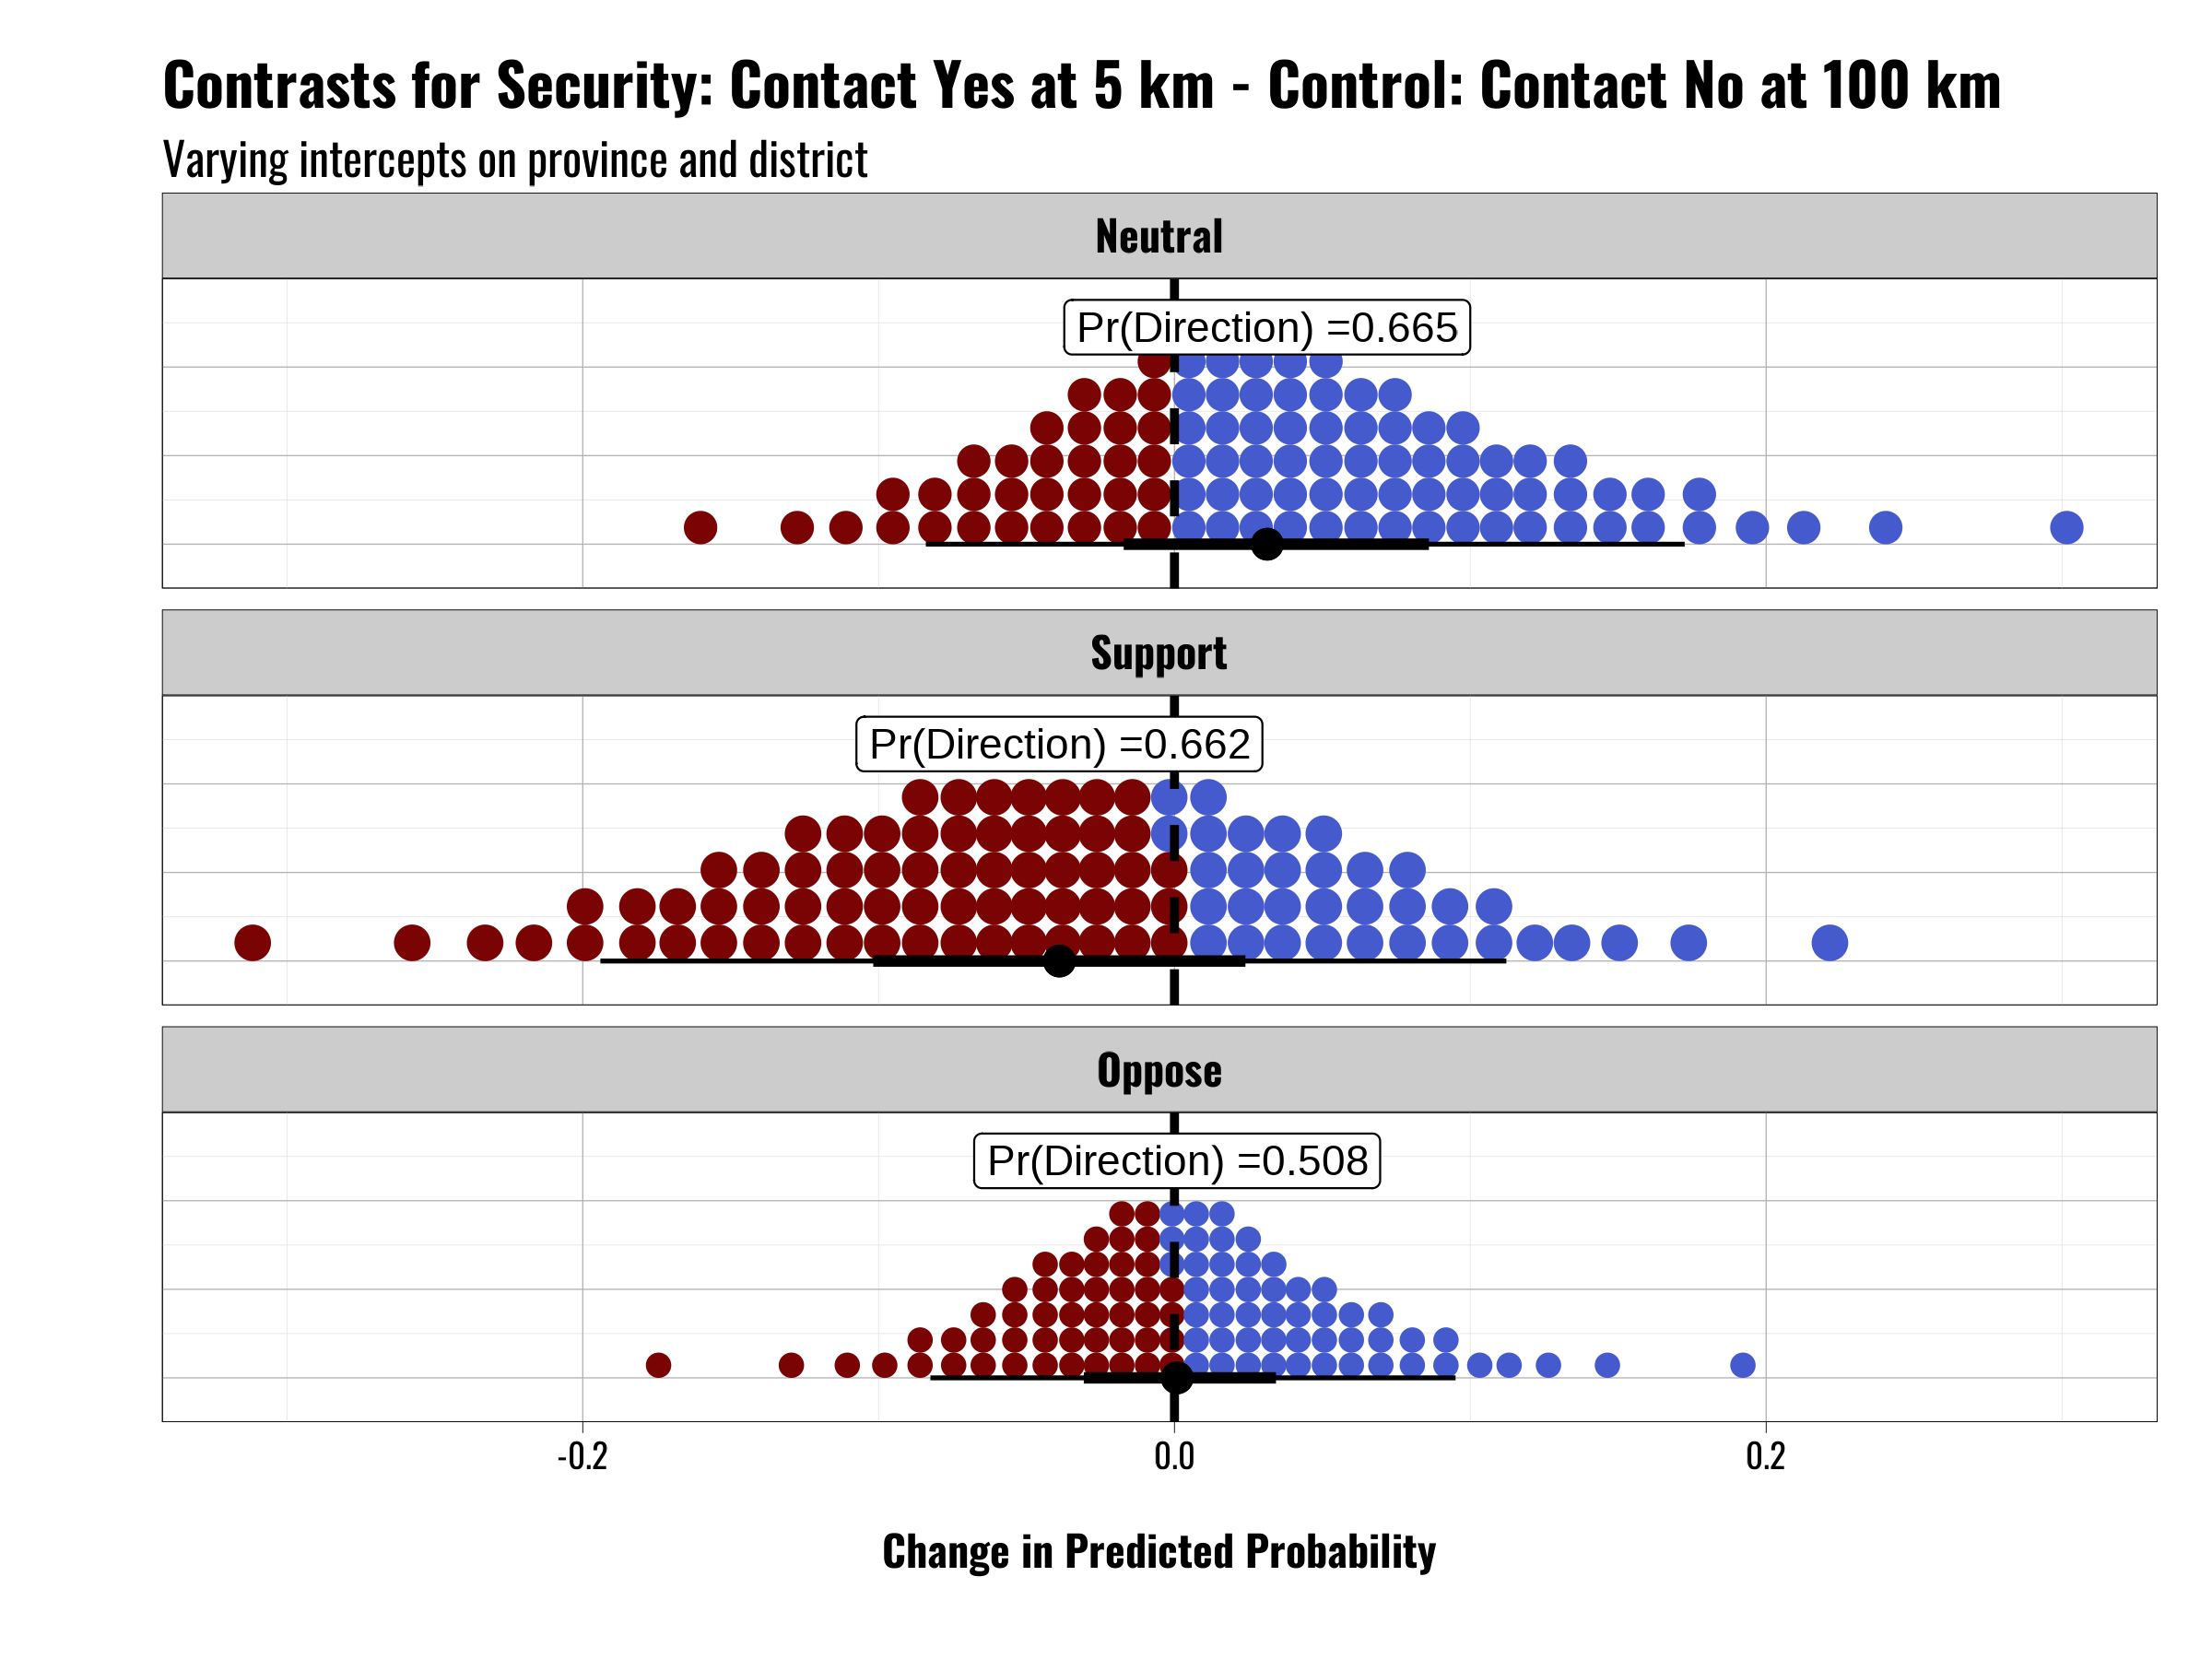 Contrasts for Security: Contact Yes at 5 km - Control: Contact No at 100 km
Varying intercepts on province and district
Neutral
Pr(Direction) =0.665
Support
Pr(Direction) =0.662
Oppose
Pr(Direction) =0.508
-0.2 0.0 0.2
Change in Predicted Probability